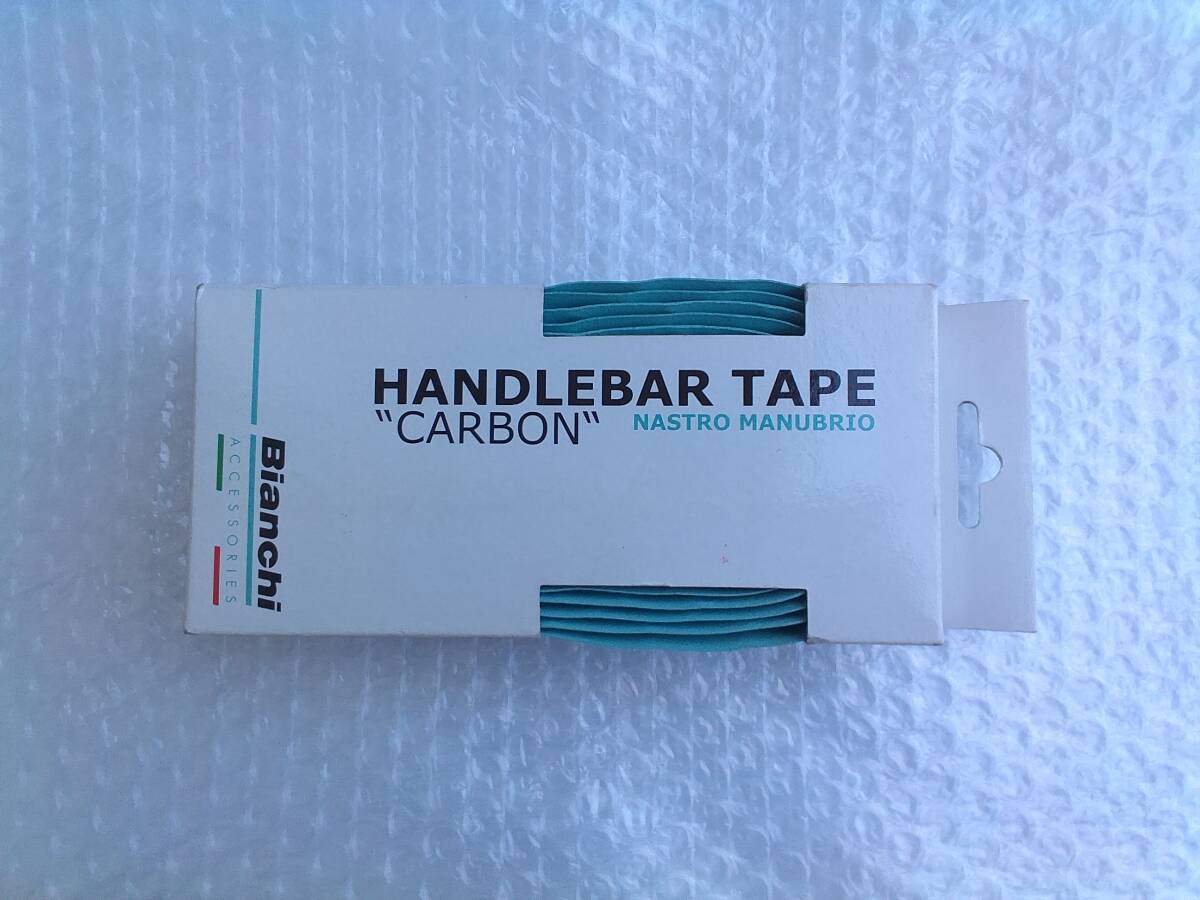 HANDLEBAR TAPE
"CARBON“
NASTRO MANUBRIO
Bianchi
ACCESSORIES